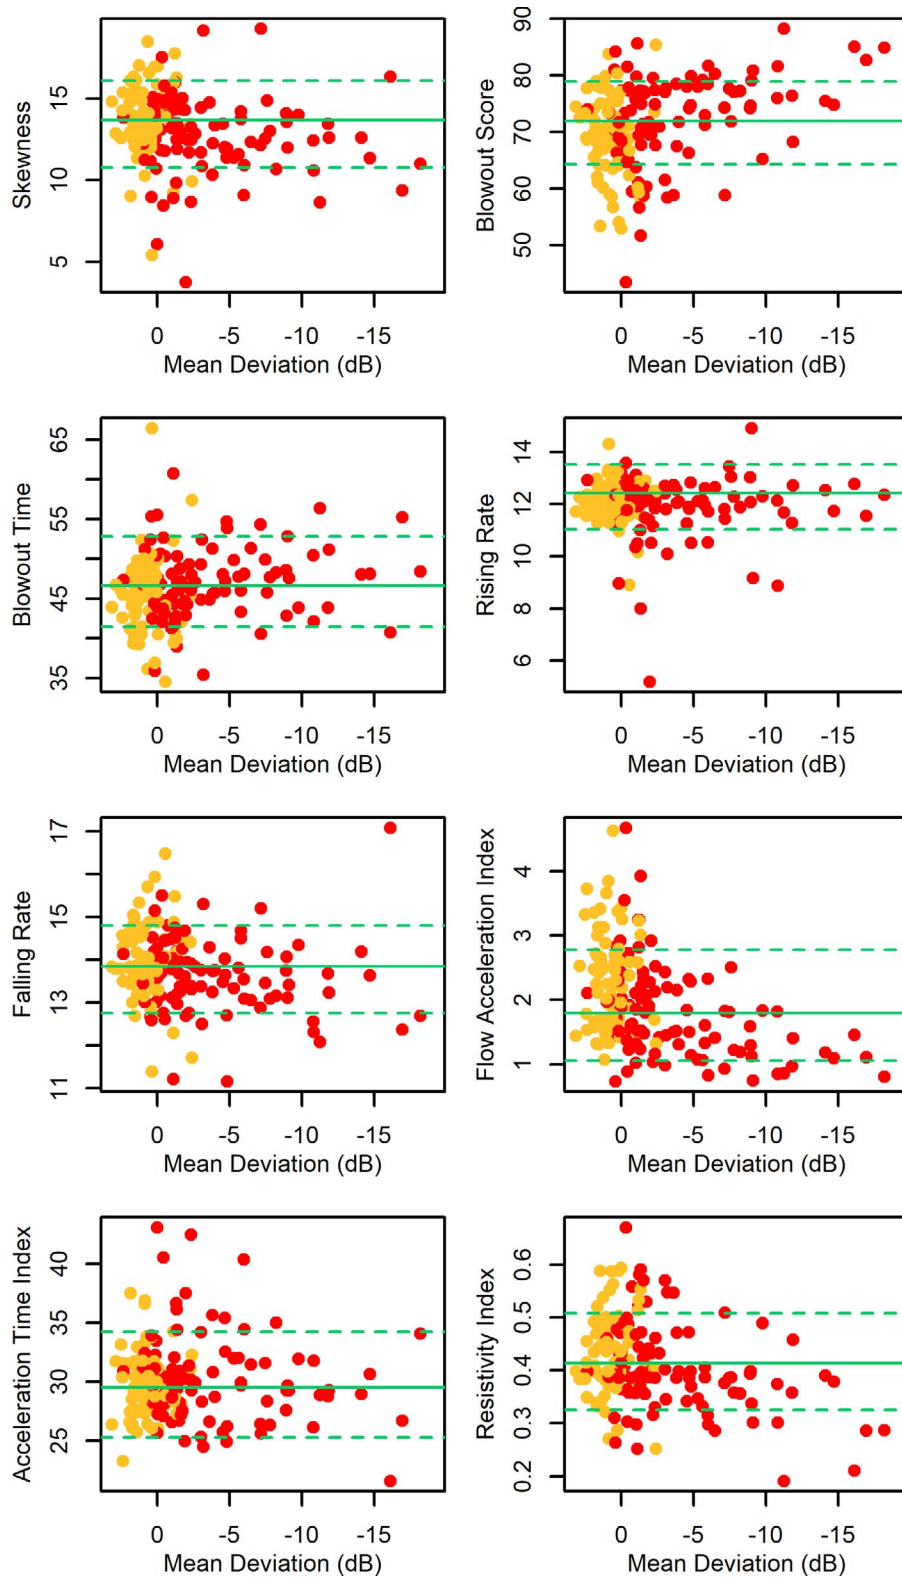 Skewness
15
10
5
0 -5 -10 -15
Mean Deviation (dB)
Blowout Score
90
80
70
60
50
0 -5 -10 -15
Mean Deviation (dB)
Blowout Time
65
55
45
35
0 -5 -10 -15
Mean Deviation (dB)
Rising Rate
14
12
10
8
6
0 -5 -10 -15
Mean Deviation (dB)
Falling Rate
17
15
13
11
0 -5 -10 -15
Mean Deviation (dB)
Flow Acceleration Index
4
3
2
1
0 -5 -10 -15
Mean Deviation (dB)
Acceleration Time Index
40
35
30
25
0 -5 -10 -15
Mean Deviation (dB)
Resistivity Index
0.6
0.5
0.4
0.3
0.2
0 -5 -10 -15
Mean Deviation (dB)